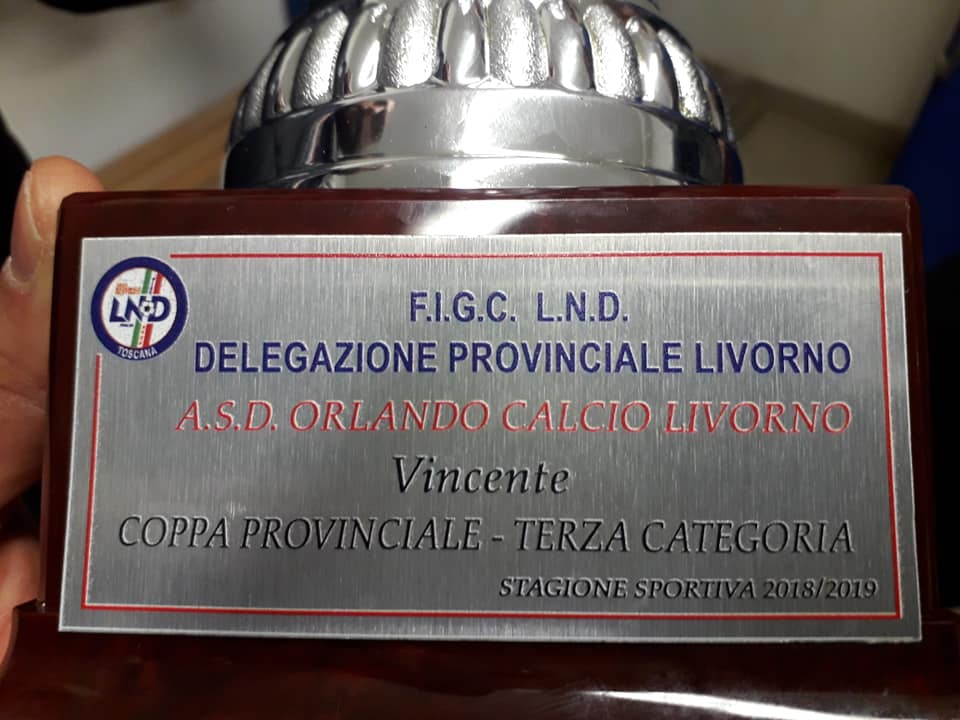 LND
TOSCANA
F.I.G.C. L.N.D.
DELEGAZIONE PROVINCIALE LIVORNO
A.S.D. ORLANDO CALCIO LIVORNO
Vincente
COPPA PROVINCIALE - TERZA CATEGORIA
STAGIONE SPORTIVA 2018/2019